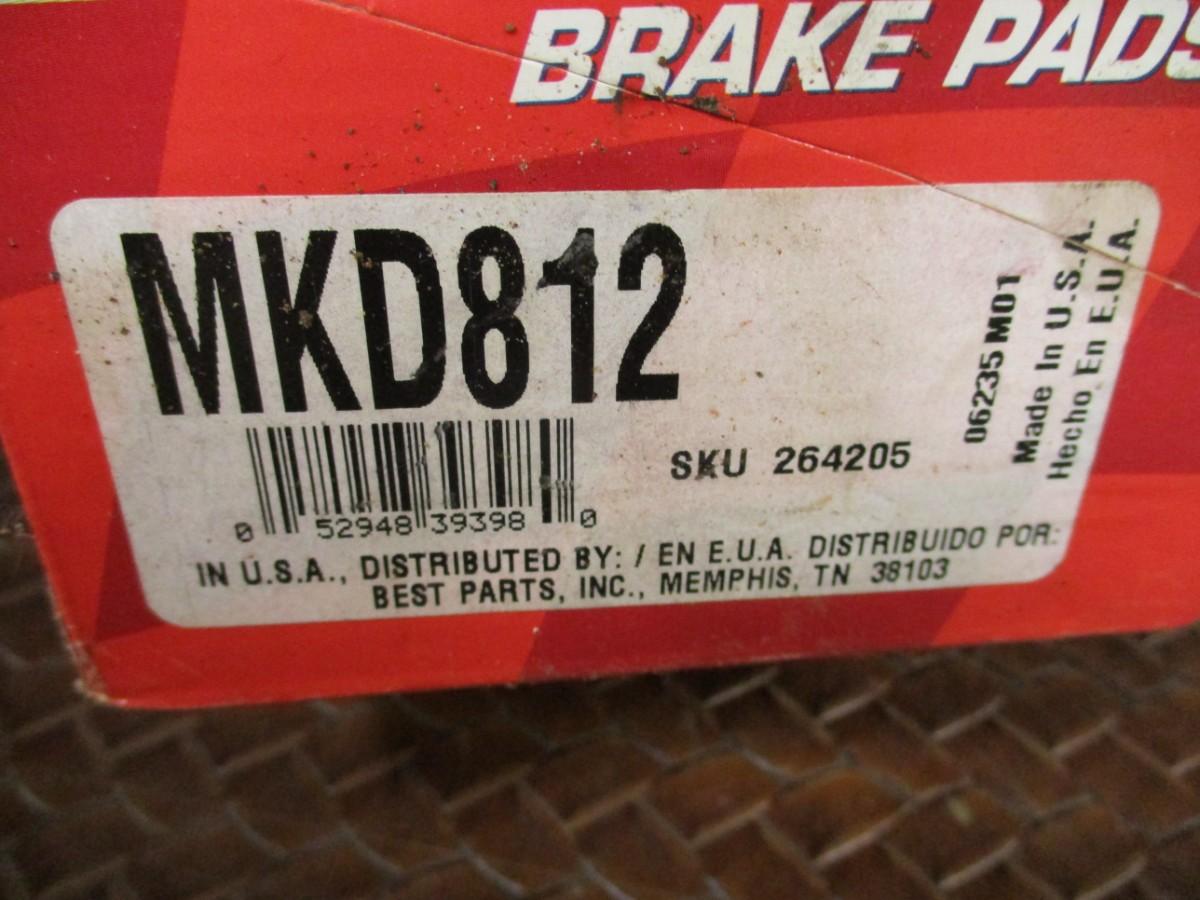 BRAKE PADS
MKD812
0 52948 39398 0
SKU 264205
06235 M01
Made In U.S.A.
Hecho En E.U.A.
IN U.S.A., DISTRIBUTED BY: / EN E.U.A. DISTRIBUIDO POR:
BEST PARTS, INC., MEMPHIS, TN 38103